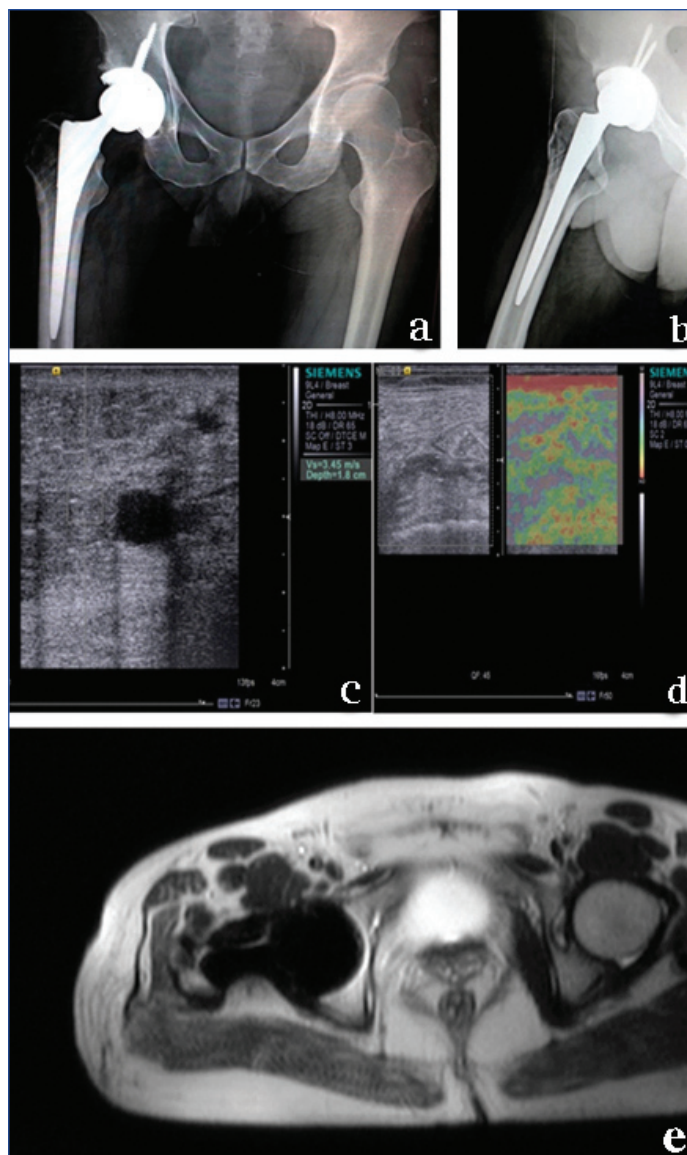 a
b
SIEMENS
9L4 / Breast
General
2D
THI / H8.00 MHz
18 dB / DR 65
SC Off / DTCE M
Map E / ST 3
Vs=3.45 m/s
Depth=1.8 cm
13fps 4cm
c
SIEMENS
9L4 / Breast
General
2D
THI / H8.00 M
18 dB / DR 65
SC 2
Map E / ST 0
QF: 45
16fps 4cm
d
e